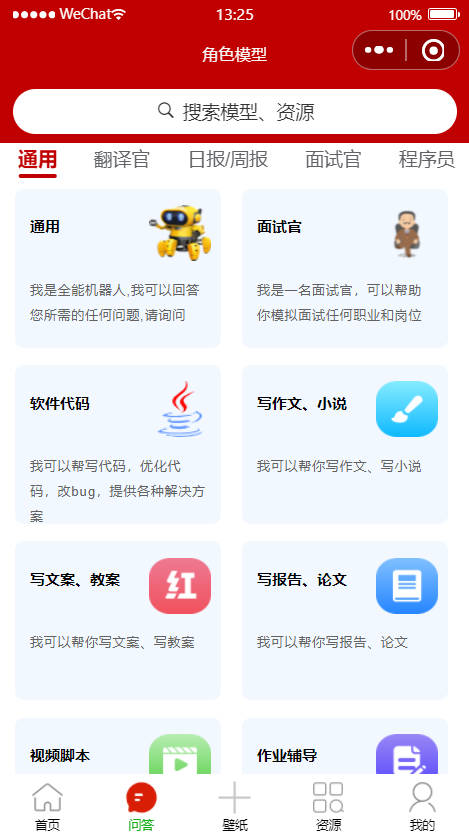 WeChat 13:25 100%
角色模型
搜索模型、资源
通用 翻译官 日报/周报 面试官 程序员
通用
我是全能机器人,我可以回答
您所需的任何问题,请询问
面试官
我是一名面试官，可以帮助
你模拟面试任何职业和岗位
软件代码
我可以帮写代码，优化代
码，改bug，提供各种解决方
案
写作文、小说
我可以帮你写作文、写小说
写文案、教案
红
我可以帮你写文案、写教案
写报告、论文
我可以帮你写报告、论文
视频脚本
作业辅导
首页 问答 壁纸 资源 我的